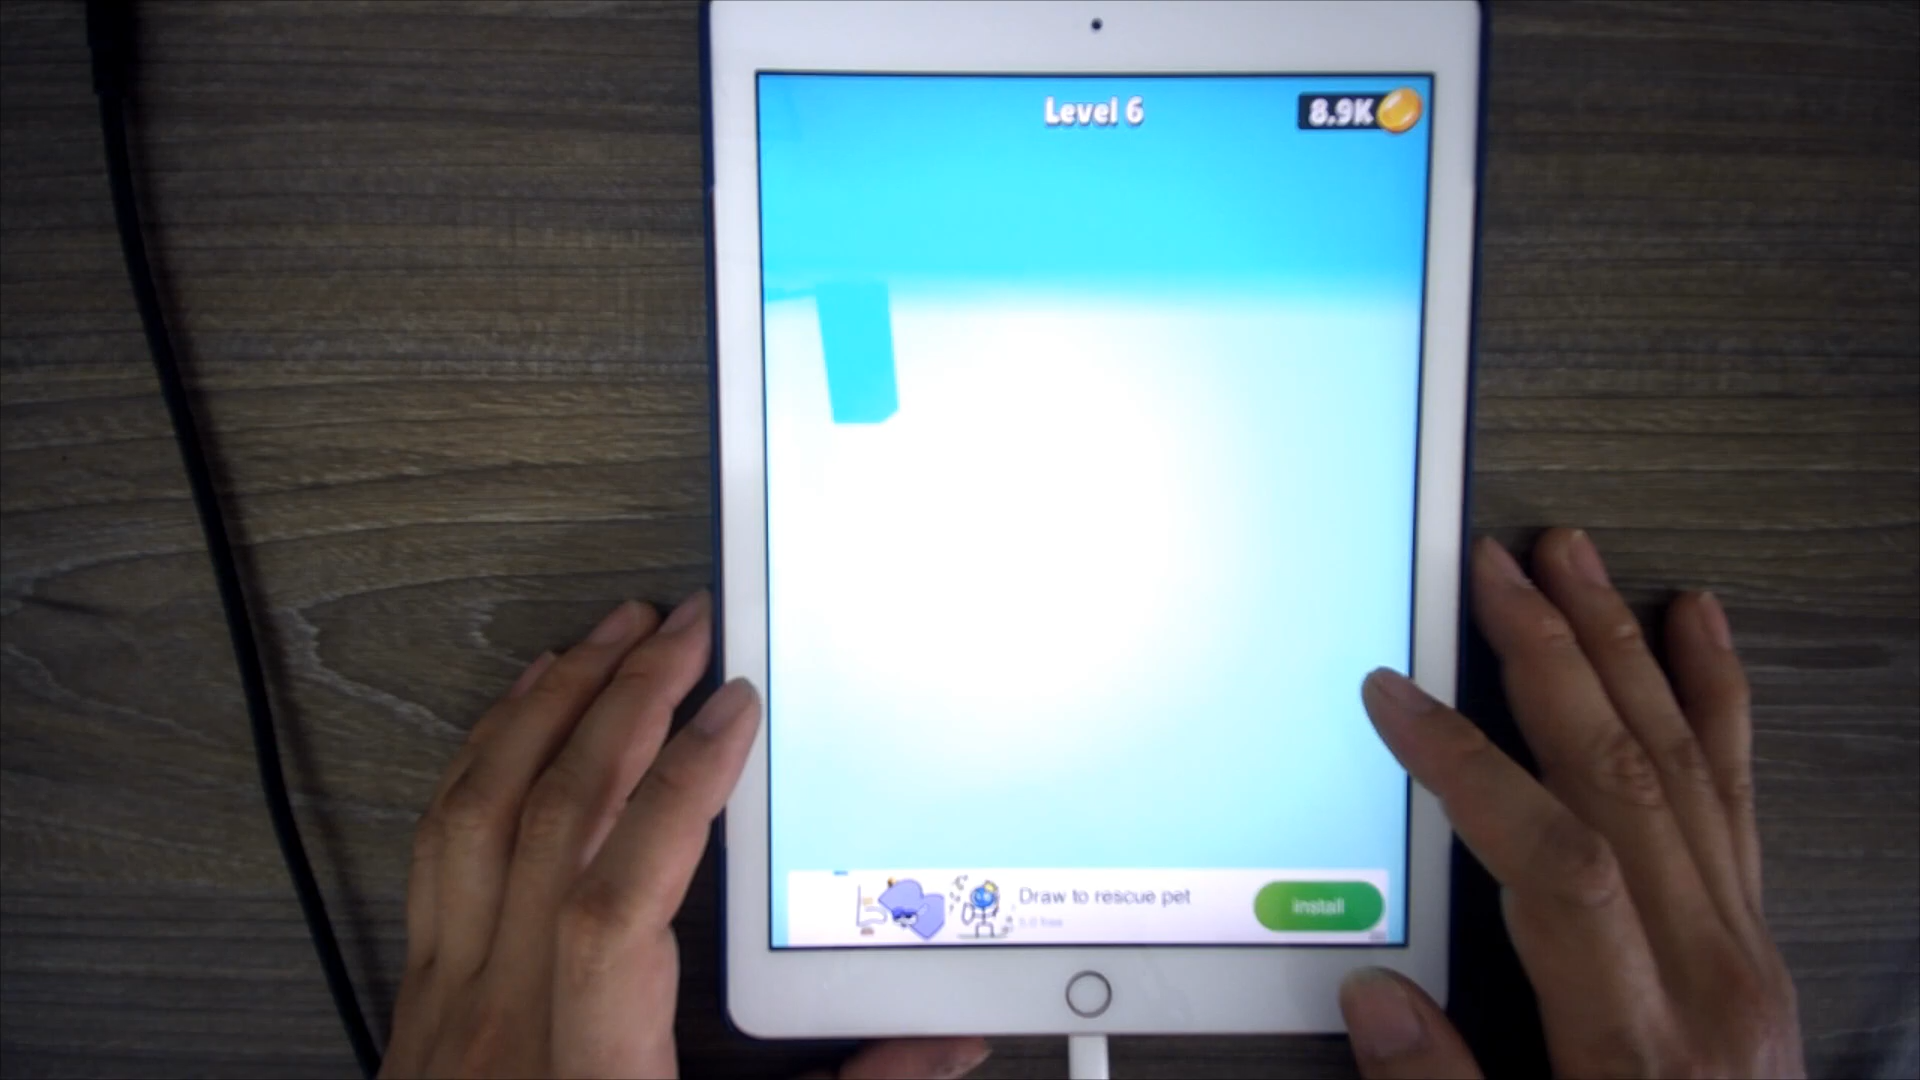 Level 6
8.9K
Draw to rescue pet
install